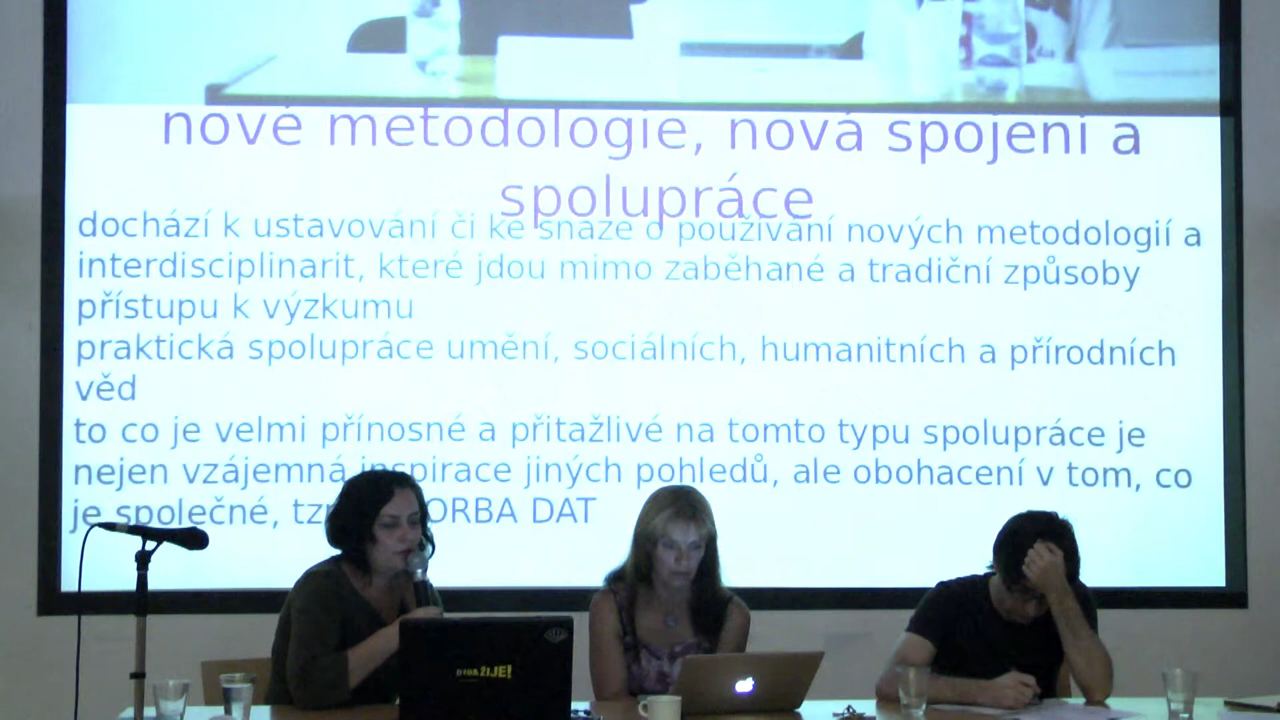 nové metodologie, nová spojení a
spolupráce
dochází k ustavování či ke snaze o používání nových metodologií a
interdisciplinarit, které jdou mimo zaběhané a tradiční způsoby
přístupu k výzkumu
praktická spolupráce umění, sociálních, humanitních a přírodních
věd
to co je velmi přínosné a přitažlivé na tomto typu spolupráce je
nejen vzájemná inspirace jiných pohledů, ale obohacení v tom, co
je společné, DAT
ŽIJE!